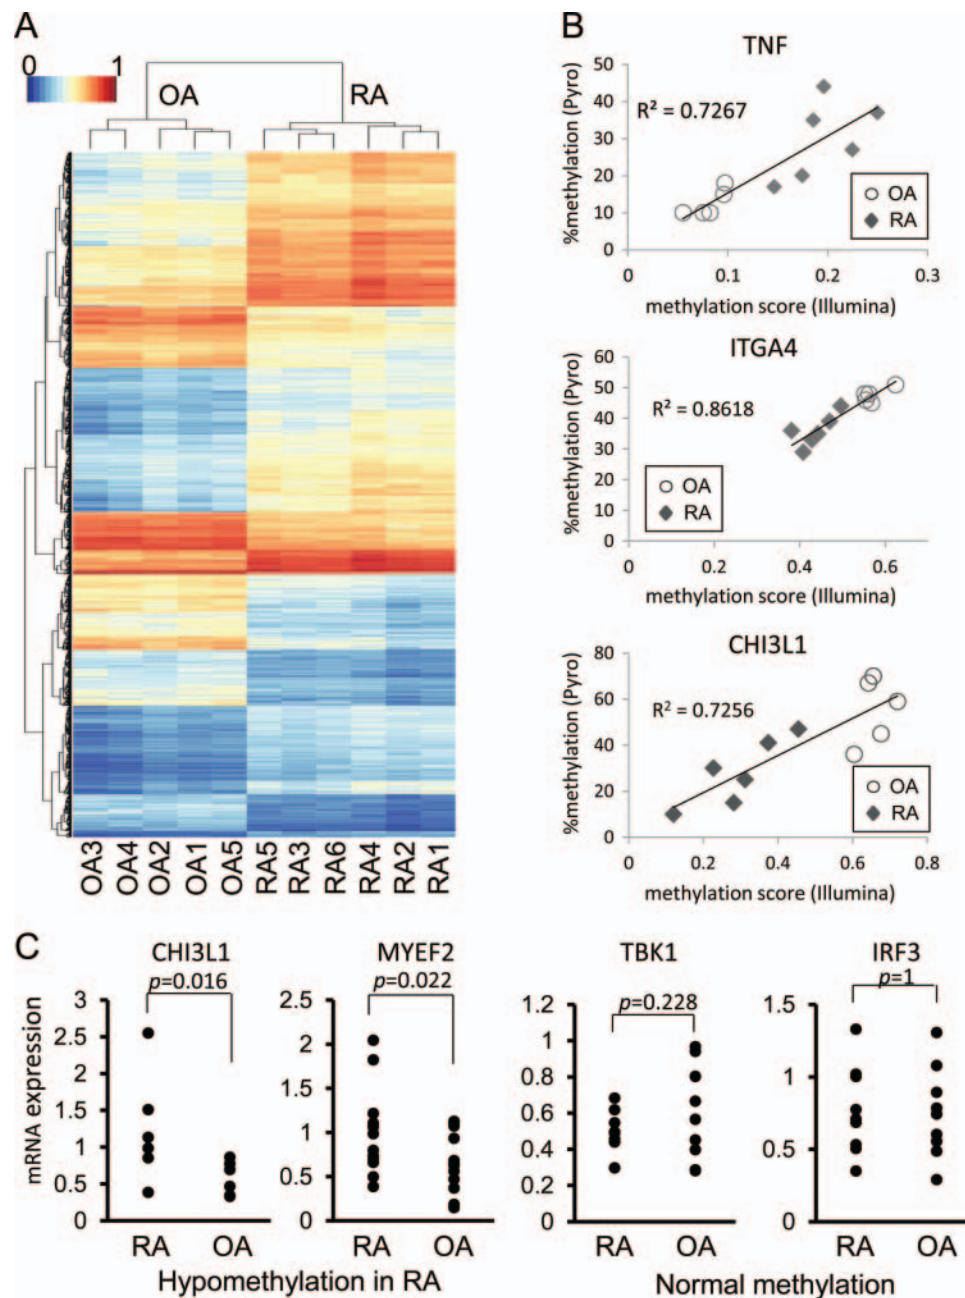 A
0 1
OA RA
OA3 OA4 OA2 OA1 OA5 RA5 RA3 RA6 RA4 RA2 RA1
B
TNF
%methylation (Pyro)
50
40
30
20
10
0
R² = 0.7267
OA
RA
0 0.1 0.2 0.3
methylation score (Illumina)
ITGA4
%methylation (Pyro)
60
50
40
30
20
10
0
R² = 0.8618
OA
RA
0 0.2 0.4 0.6
methylation score (Illumina)
CHI3L1
%methylation (Pyro)
80
60
40
20
0
R² = 0.7256
OA
RA
0 0.2 0.4 0.6 0.8
methylation score (Illumina)
C
mRNA expression
CHI3L1
p=0.016
3
2.5
2
1.5
1
0.5
0
RA OA
MYEF2
p=0.022
2.5
2
1.5
1
0.5
0
RA OA
Hypomethylation in RA
TBK1
p=0.228
1.2
1
0.8
0.6
0.4
0.2
0
RA OA
IRF3
p=1
1.5
1
0.5
0
RA OA
Normal methylation